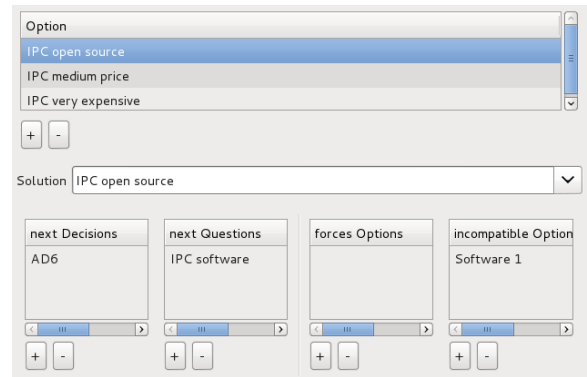 Option
IPC open source
IPC medium price
IPC very expensive
+ -
Solution IPC open source
next Decisions next Questions forces Options incompatible Option
AD6 IPC software Software 1
+ - + - + - + -